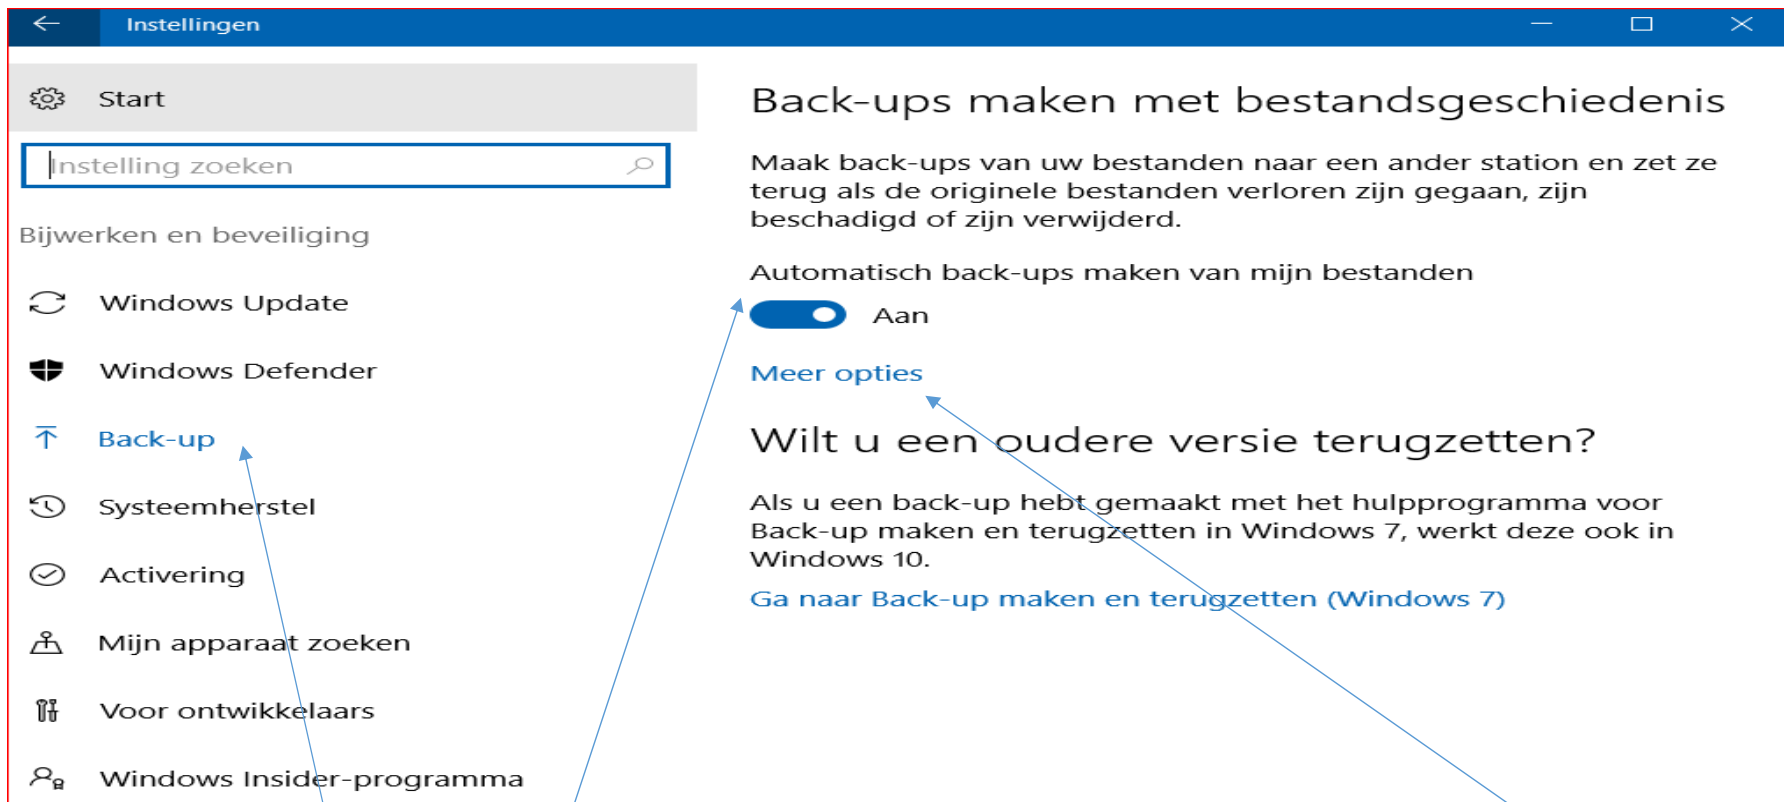 Instellingen
Start
Instelling zoeken
Bijwerken en beveiliging
Windows Update
Windows Defender
Back-up
Systeemherstel
Activering
Mijn apparaat zoeken
Voor ontwikkelaars
Windows Insider-programma
Back-ups maken met bestandsgeschiedenis
Maak back-ups van uw bestanden naar een ander station en zet ze
terug als de originele bestanden verloren zijn gegaan, zijn
beschadigd of zijn verwijderd.
Automatisch back-ups maken van mijn bestanden
Aan
Meer opties
Wilt u een oudere versie terugzetten?
Als u een back-up hebt gemaakt met het hulpprogramma voor
Back-up maken en terugzetten in Windows 7, werkt deze ook in
Windows 10.
Ga naar Back-up maken en terugzetten (Windows 7)